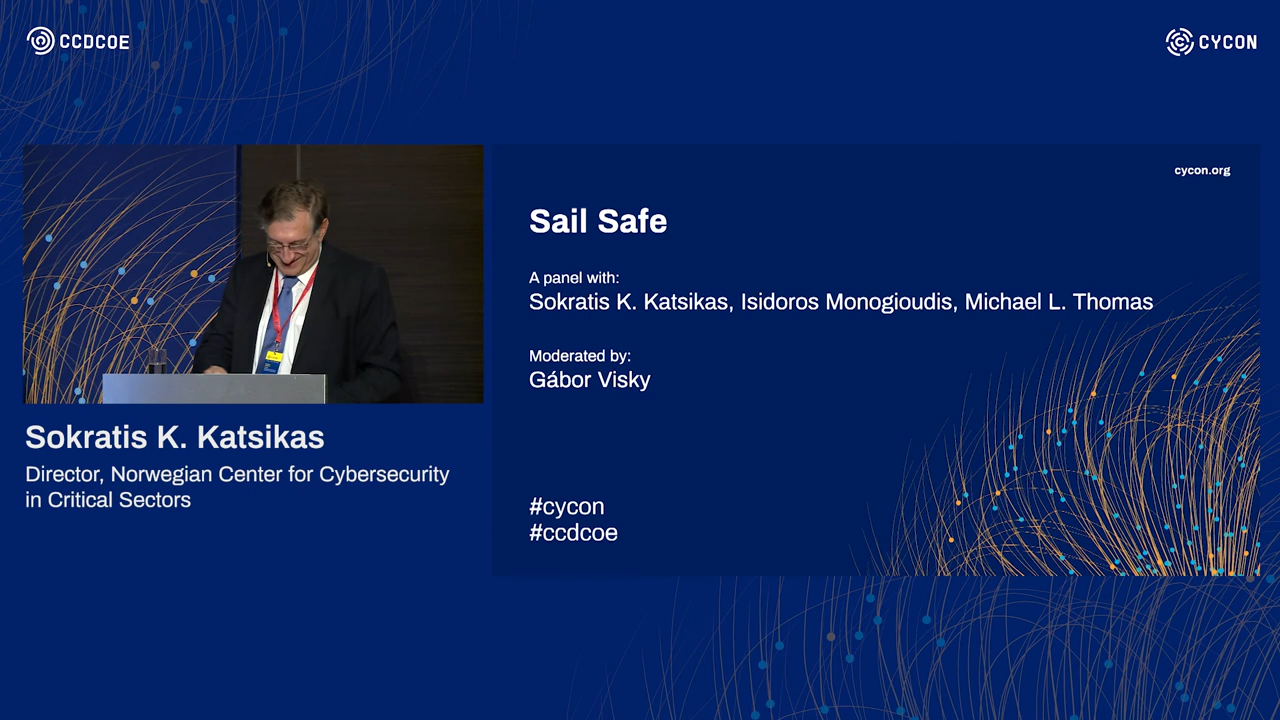 CCDCOE
CYCON
cycon.org
Sail Safe
A panel with:
Sokratis K. Katsikas, Isidoros Monogioudis, Michael L. Thomas
Moderated by:
Gábor Visky
#cycon
#ccdcoe
Sokratis K. Katsikas
Director, Norwegian Center for Cybersecurity
in Critical Sectors